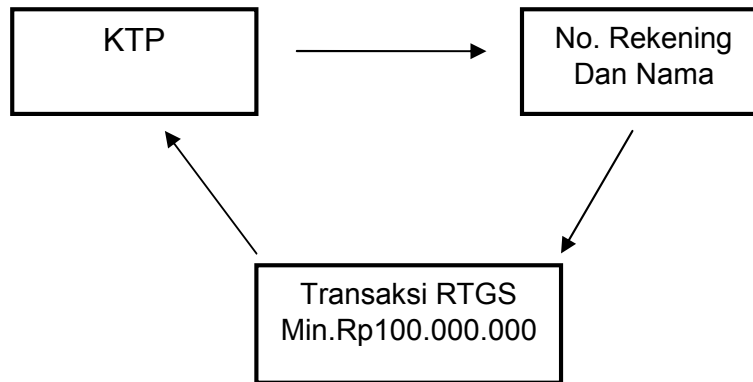 KTP
No. Rekening
Dan Nama
Transaksi RTGS
Min.Rp100.000.000